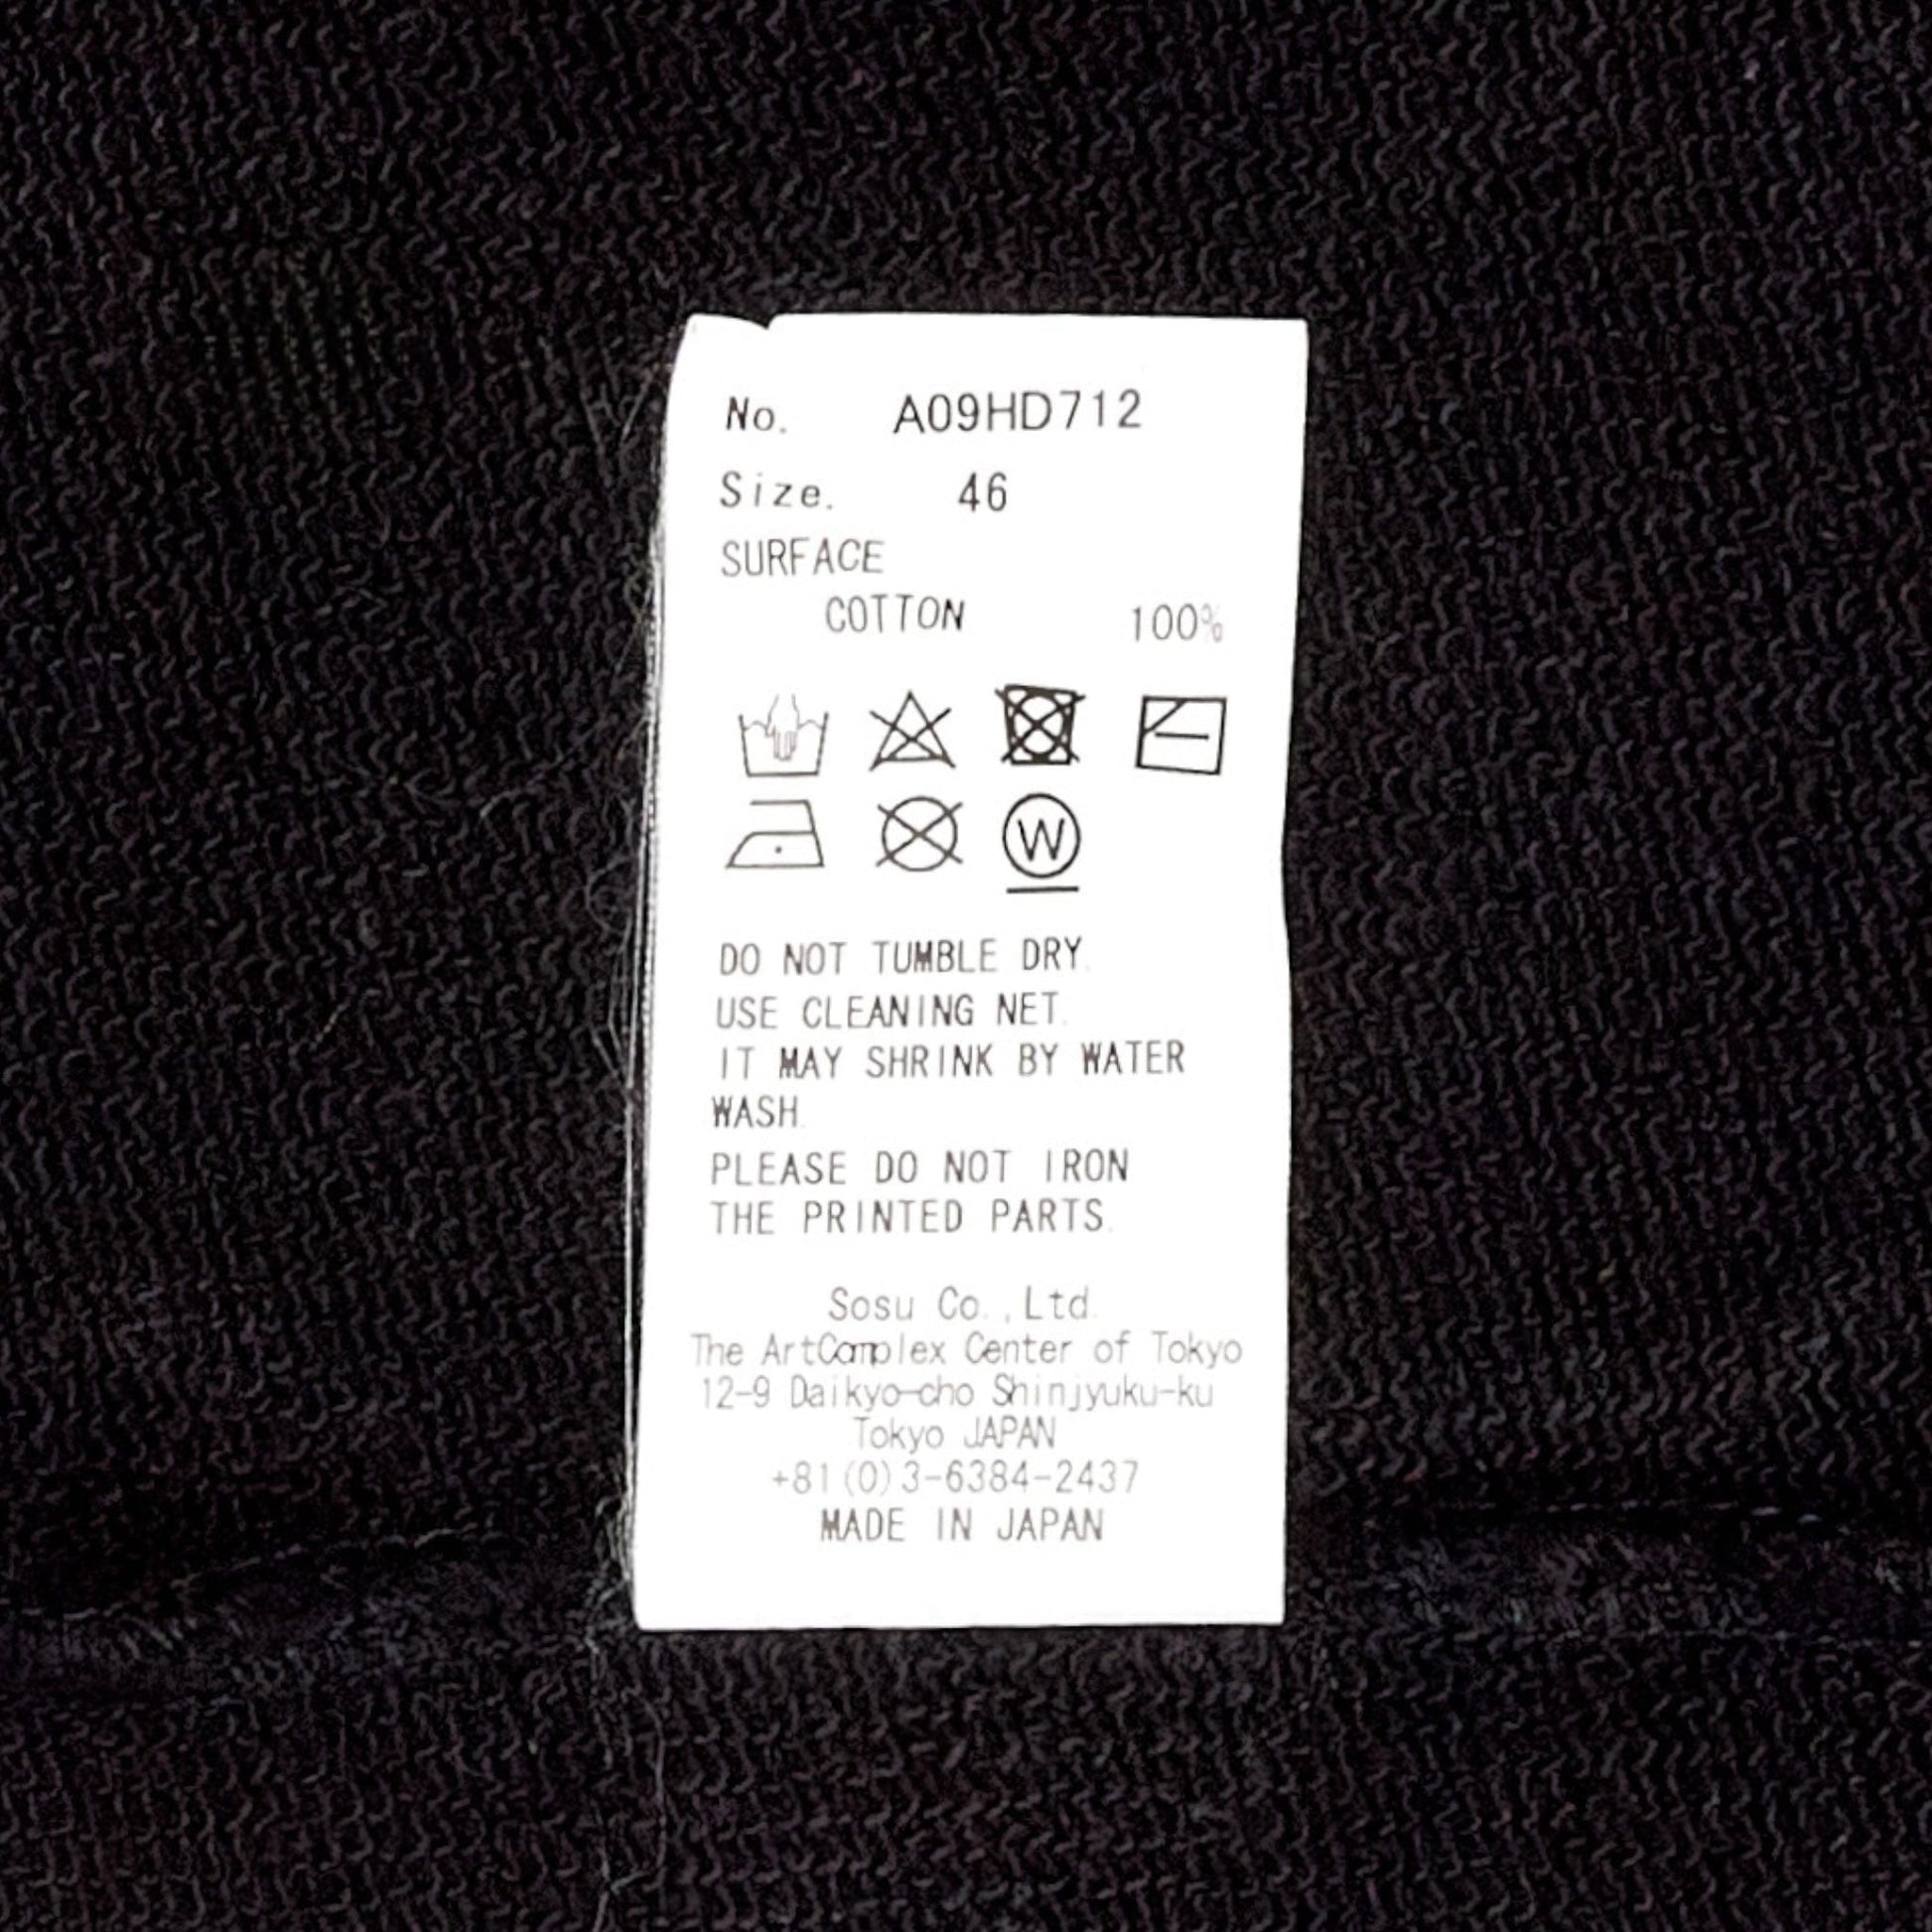 No. A09HD712
Size. 46
SURFACE
COTTON 100%
W
DO NOT TUMBLE DRY.
USE CLEANING NET.
IT MAY SHRINK BY WATER
WASH.
PLEASE DO NOT IRON
THE PRINTED PARTS.
Sosu Co.,Ltd.
The ArtComplex Center of Tokyo
12-9 Daikyo-cho Shinjyuku-ku
Tokyo JAPAN
+81(0)3-6384-2437
MADE IN JAPAN